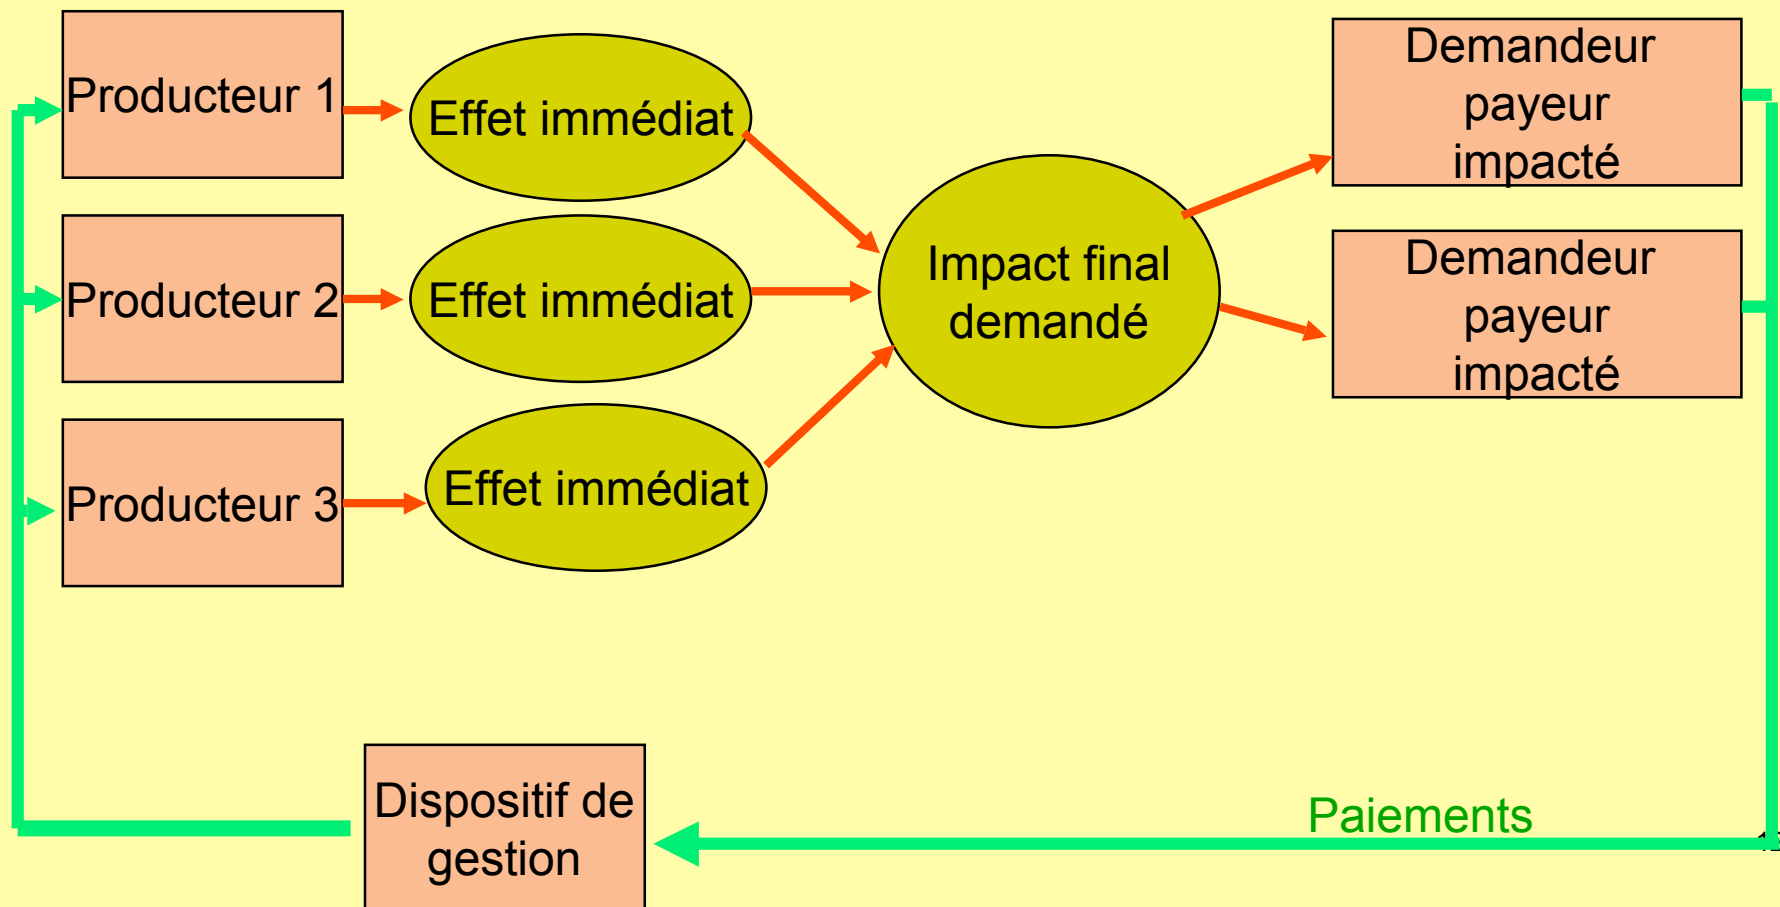 Producteur 1
Effet immédiat
Demandeur
payeur
impacté
Producteur 2
Effet immédiat
Impact final
demandé
Demandeur
payeur
impacté
Producteur 3
Effet immédiat
Dispositif de
gestion
Paiements